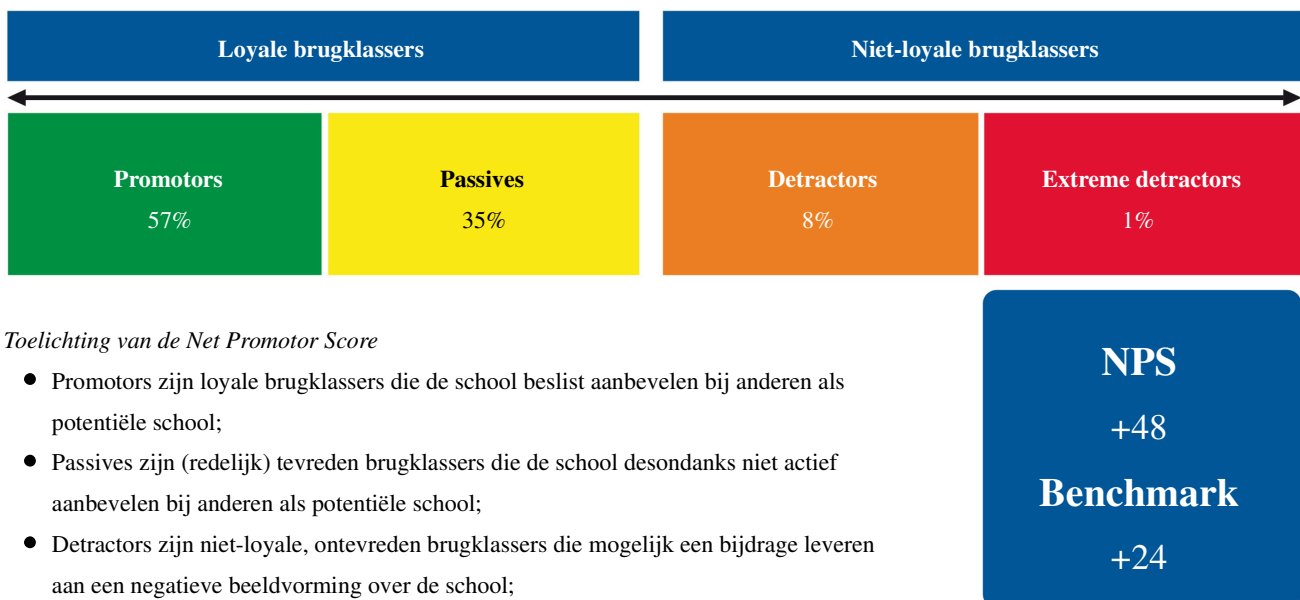 Loyale brugklassers
Niet-loyale brugklassers
Promotors
57%
Passives
35%
Detractors
8%
Extreme detractors
1%
Toelichting van de Net Promotor Score
● Promotors zijn loyale brugklassers die de school beslist aanbevelen bij anderen als
potentiële school;
● Passives zijn (redelijk) tevreden brugklassers die de school desondanks niet actief
aanbevelen bij anderen als potentiële school;
● Detractors zijn niet-loyale, ontevreden brugklassers die mogelijk een bijdrage leveren
aan een negatieve beeldvorming over de school;
NPS
+48
Benchmark
+24